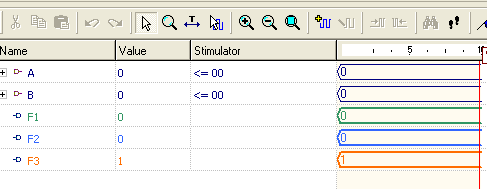 Name Value Stimulator 5 10
A 0 <= 00 0
B 0 <= 00 0
F1 0 0
F2 0 0
F3 1 1